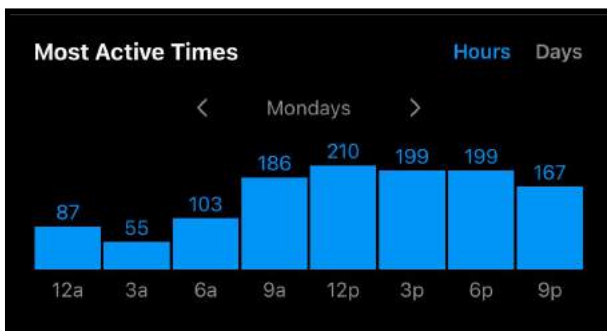 Most Active Times Hours Days
< Mondays >
87 55 103 186 210 199 199 167
12a 3a 6a 9a 12p 3p 6p 9p